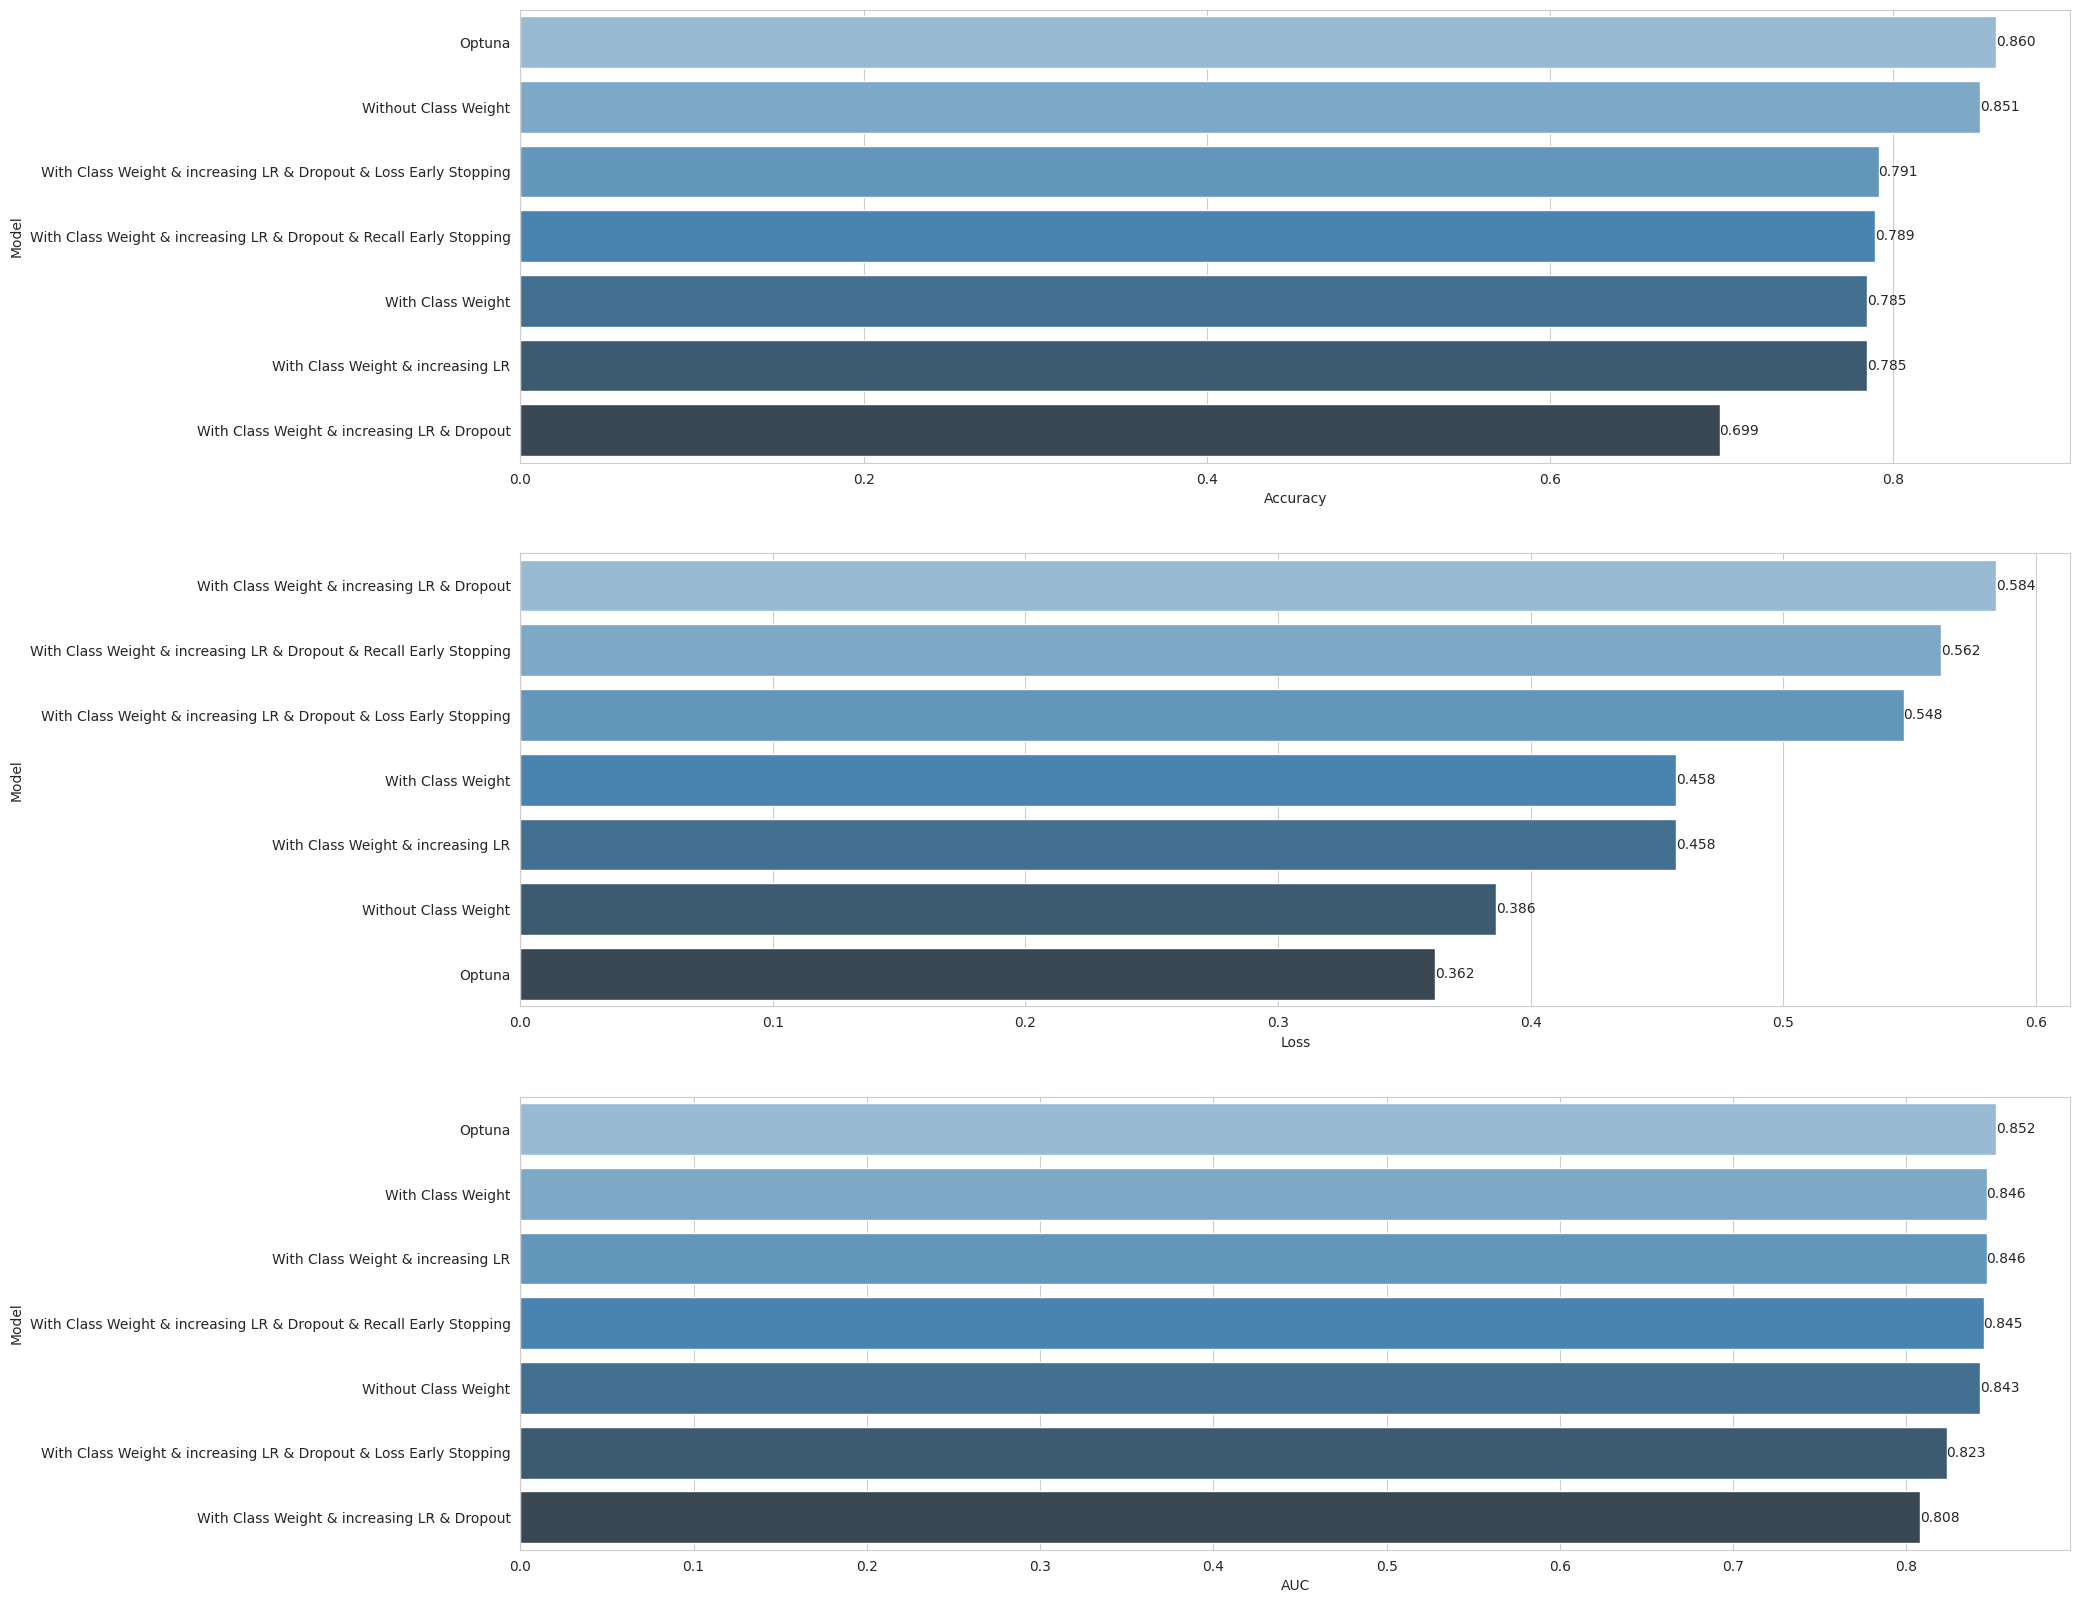 Optuna
0.860
Without Class Weight
0.851
With Class Weight & increasing LR & Dropout & Loss Early Stopping
0.791
With Class Weight & increasing LR & Dropout & Recall Early Stopping
0.789
With Class Weight
0.785
With Class Weight & increasing LR
0.785
With Class Weight & increasing LR & Dropout
0.699
Model
0.0 0.2 0.4 0.6 0.8
Accuracy
With Class Weight & increasing LR & Dropout
0.584
With Class Weight & increasing LR & Dropout & Recall Early Stopping
0.562
With Class Weight & increasing LR & Dropout & Loss Early Stopping
0.548
With Class Weight
0.458
With Class Weight & increasing LR
0.458
Without Class Weight
0.386
Optuna
0.362
Model
0.0 0.1 0.2 0.3 0.4 0.5 0.6
Loss
Optuna
0.852
With Class Weight
0.846
With Class Weight & increasing LR
0.846
With Class Weight & increasing LR & Dropout & Recall Early Stopping
0.845
Without Class Weight
0.843
With Class Weight & increasing LR & Dropout & Loss Early Stopping
0.823
With Class Weight & increasing LR & Dropout
0.808
Model
0.0 0.1 0.2 0.3 0.4 0.5 0.6 0.7 0.8
AUC